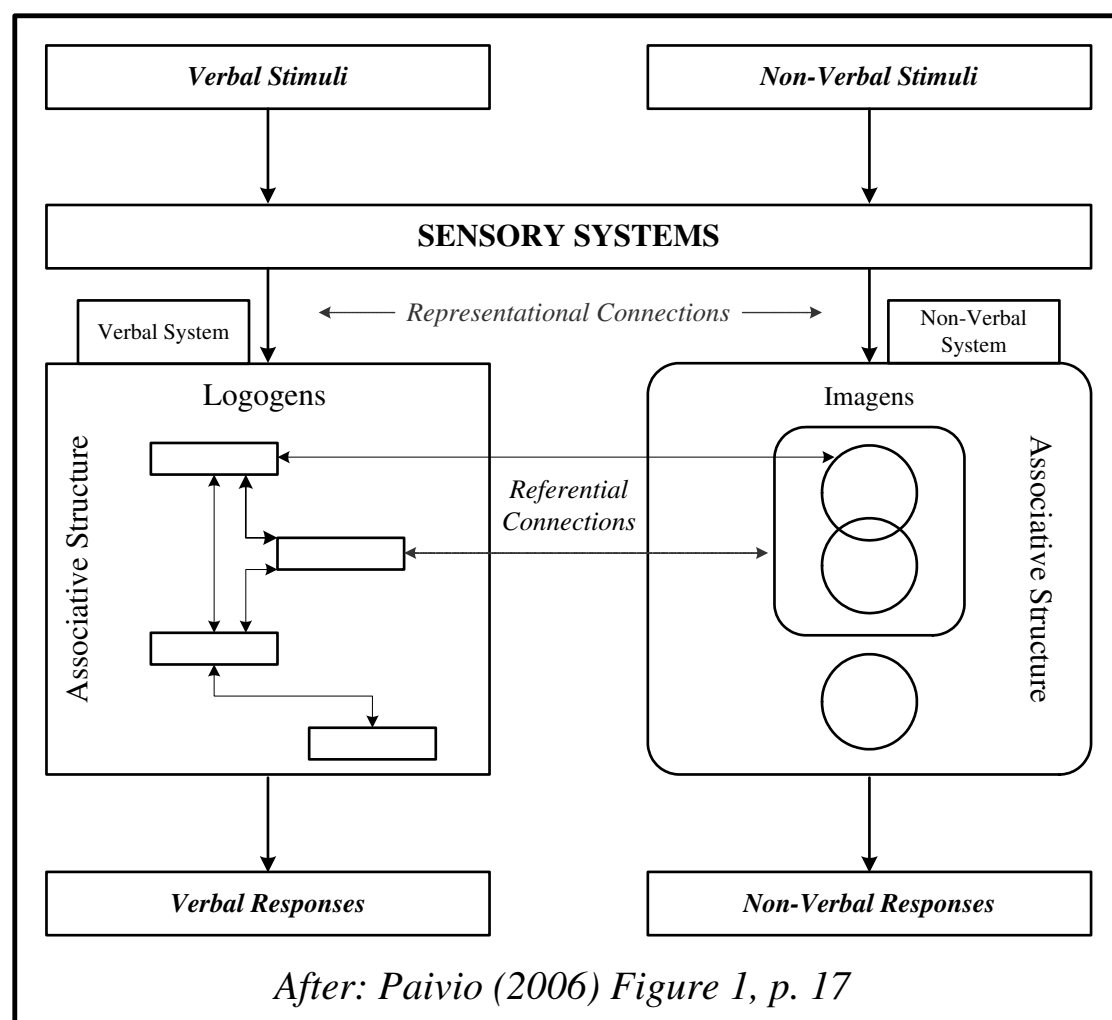 Verbal Stimuli
Non-Verbal Stimuli
SENSORY SYSTEMS
Representational Connections
Verbal System
Non-Verbal
System
Logogens
Imagens
Associative Structure
Referential
Connections
Associative Structure
Verbal Responses
Non-Verbal Responses
After: Paivio (2006) Figure 1, p. 17